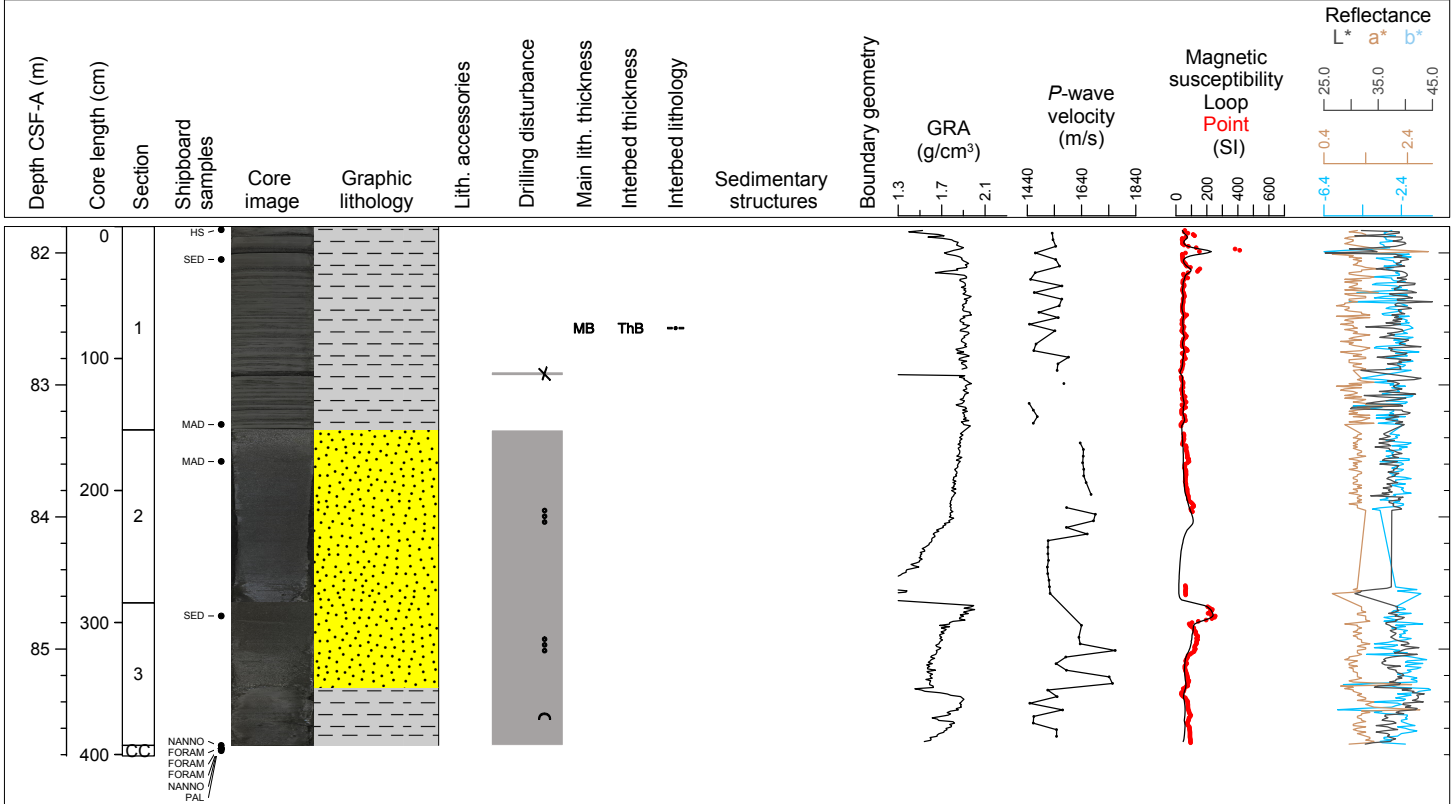 Depth CSF-A (m)
Core length (cm)
Section
Shipboard
samples
Core
image
Graphic
lithology
Lith. accessories
Drilling disturbance
Main lith. thickness
Interbed thickness
Interbed lithology
Sedimentary
structures
Boundary geometry
GRA
(g/cm³)
1.3 1.7 2.1
P-wave
velocity
(m/s)
1440 1640 1840
Magnetic
susceptibility
Loop
Point
(SI)
0 200 400 600
Reflectance
L* a* b*
25.0 35.0 45.0
0.4 2.4
-6.4 -2.4
82
83
84
85
0
100
200
300
400
1
2
3
CC
HS
SED
MAD
MAD
SED
NANNO
FORAM
FORAM
FORAM
NANNO
PAL
MB ThB